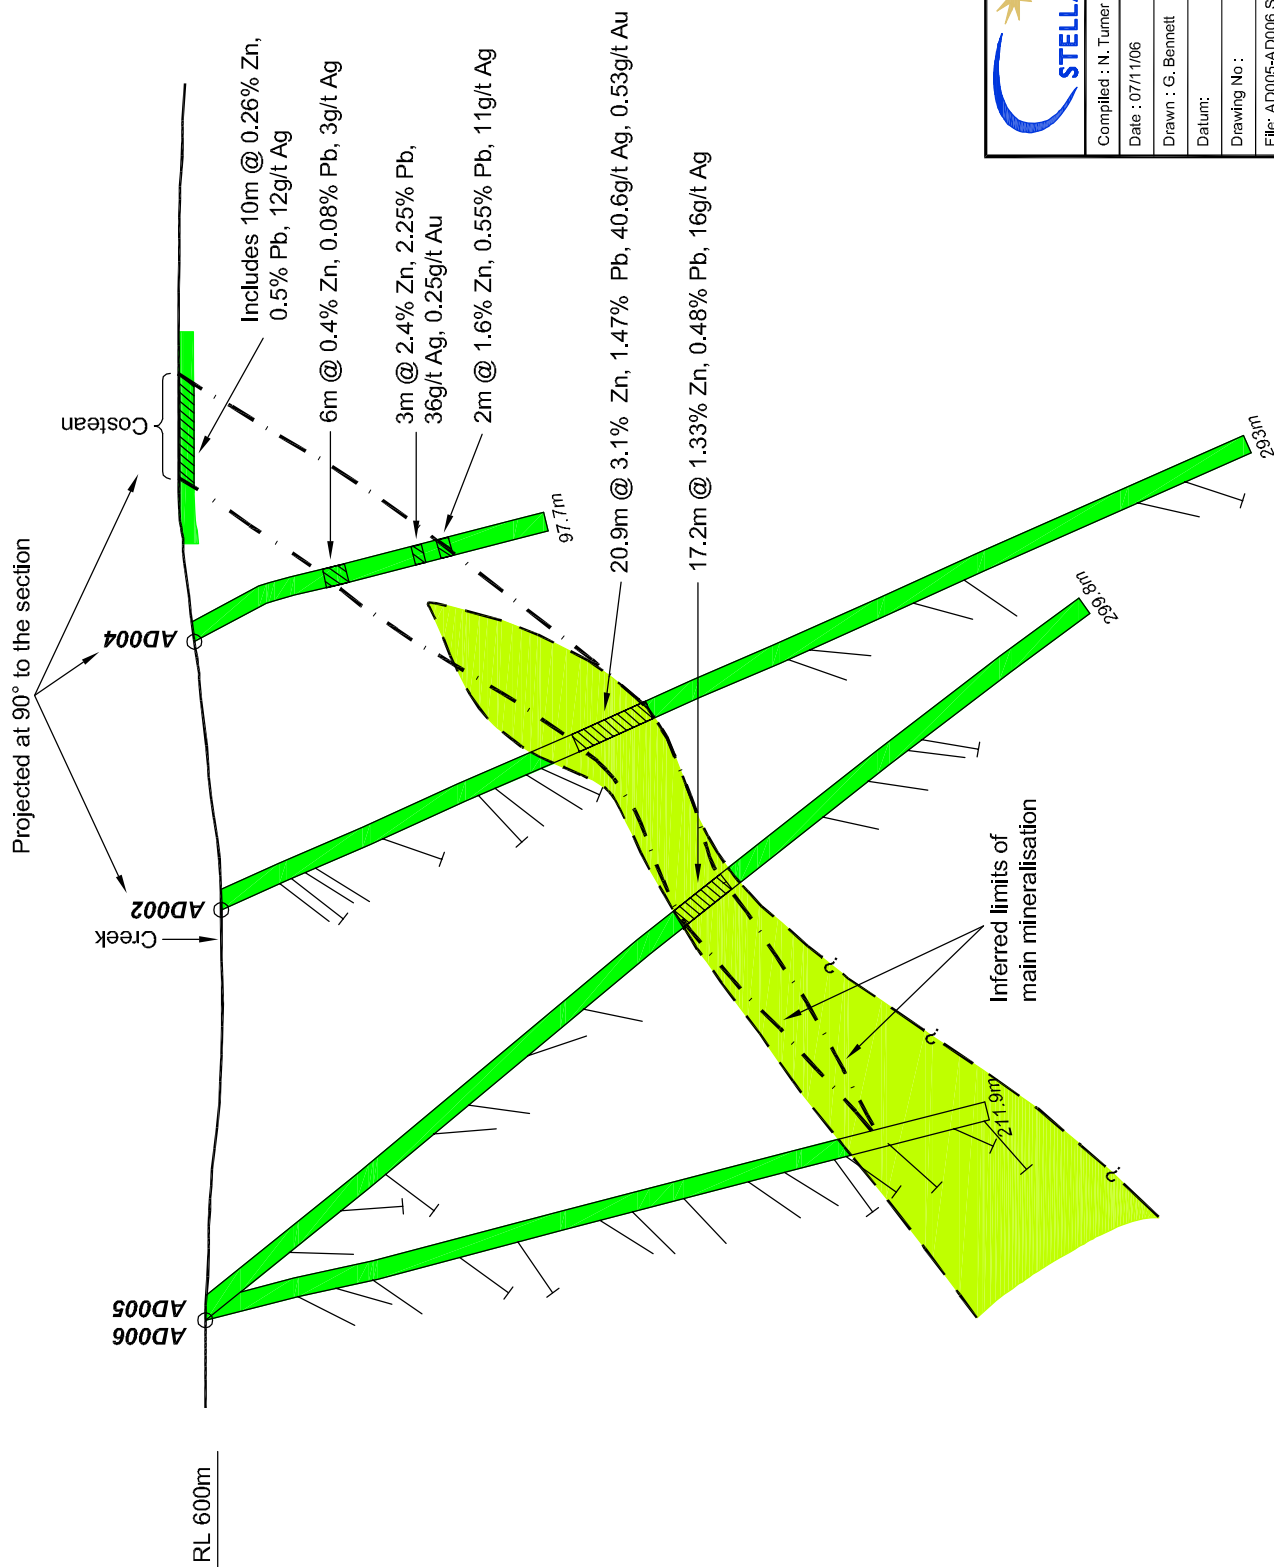 Projected at 90° to the section
Costean
AD004
AD002
Creek
AD005
AD006
RL 600m
Includes 10m @ 0.26% Zn,
0.5% Pb, 12g/t Ag
6m @ 0.4% Zn, 0.08% Pb, 3g/t Ag
3m @ 2.4% Zn, 2.25% Pb,
36g/t Ag, 0.25g/t Au
2m @ 1.6% Zn, 0.55% Pb, 11g/t Ag
20.9m @ 3.1% Zn, 1.47% Pb, 40.6g/t Ag, 0.53g/t Au
17.2m @ 1.33% Zn, 0.48% Pb, 16g/t Ag
97.7m
293m
299.8m
211.9m
Inferred limits of
main mineralisation
?
?
?
Compiled : N. Turner
Date : 07/11/06
Drawn : G. Bennett
Datum:
Drawing No :